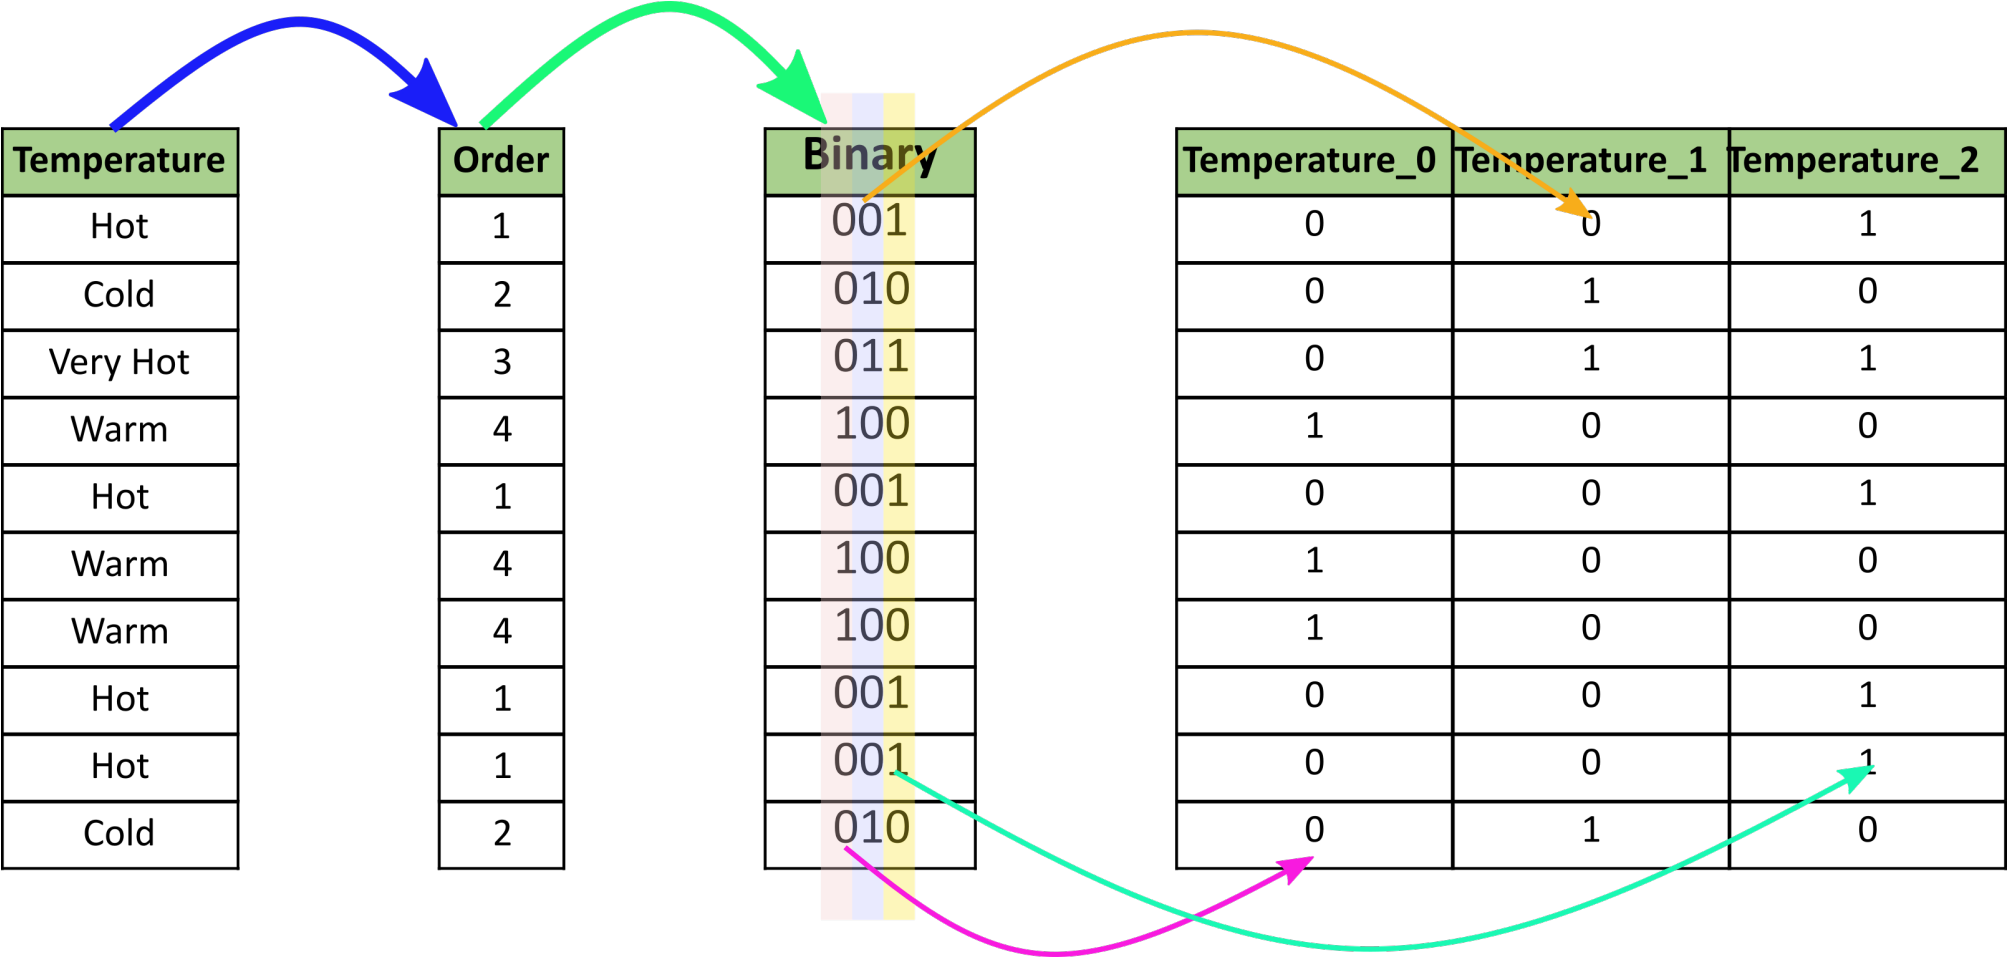 Temperature Order Binary Temperature_0 Temperature_1 Temperature_2
Hot 1 001 0 0 1
Cold 2 010 0 1 0
Very Hot 3 011 0 1 1
Warm 4 100 1 0 0
Hot 1 001 0 0 1
Warm 4 100 1 0 0
Warm 4 100 1 0 0
Hot 1 001 0 0 1
Hot 1 001 0 0 1
Cold 2 010 0 1 0